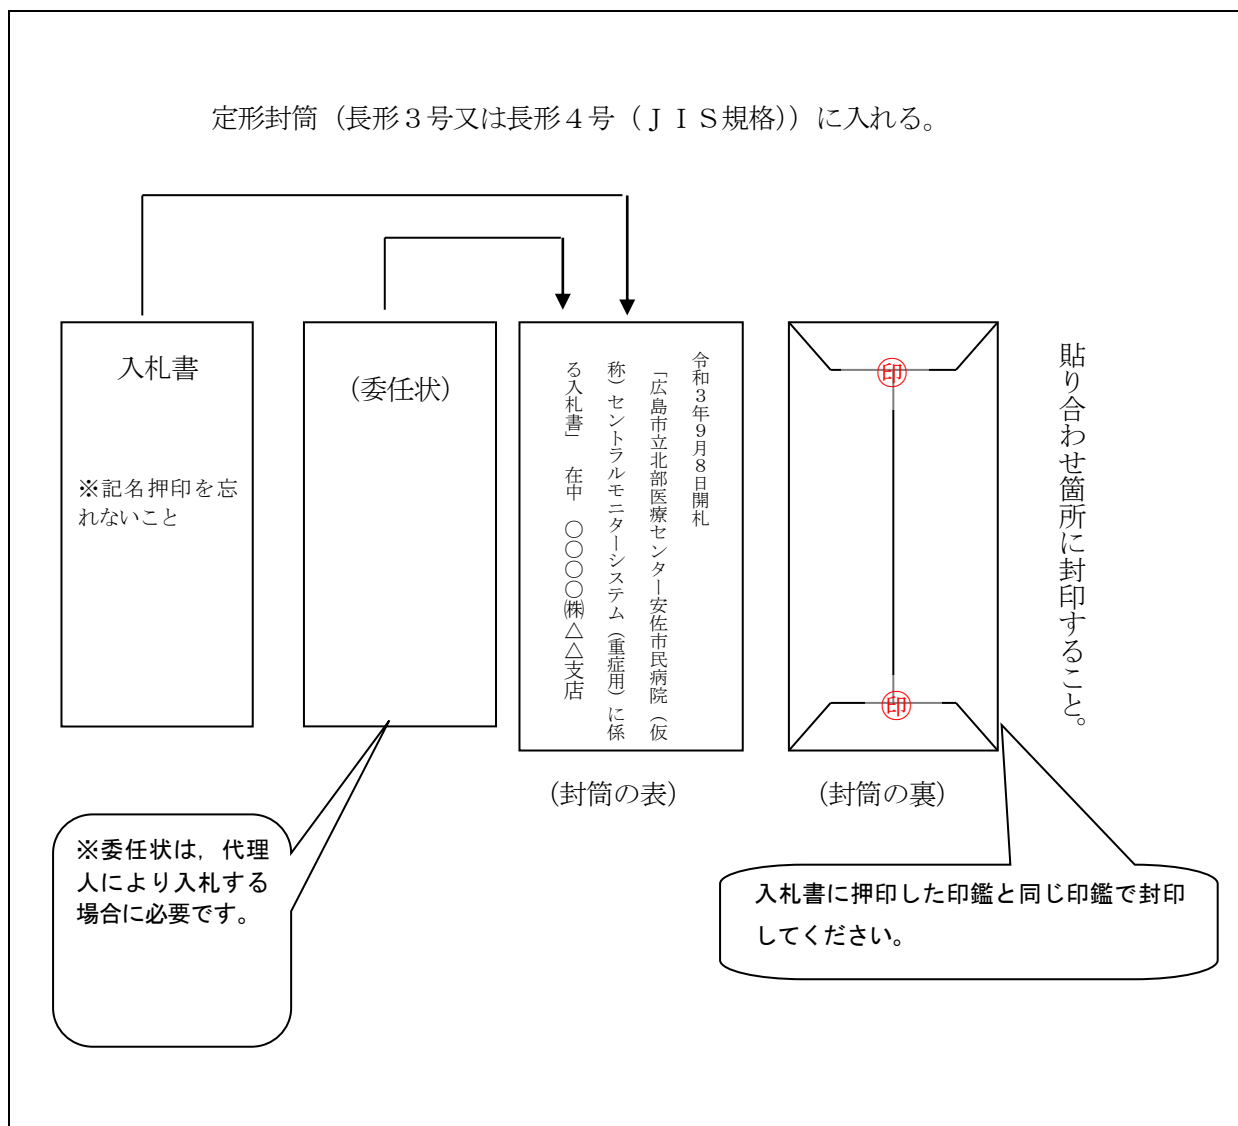 定形封筒（長形３号又は長形４号（ＪＩＳ規格））に入れる。
入札書
※記名押印を忘
れないこと
（委任状）
令和３年９月８日開札
「広島市立北部医療センター安佐市民病院（仮
称）セントラルモニターシステム（重症用）に係
る入札書」　在中　〇〇〇〇㈱△△支店
印
印
貼り合わせ箇所に封印すること。
（封筒の表）
（封筒の裏）
※委任状は，代理
人により入札する
場合に必要です。
入札書に押印した印鑑と同じ印鑑で封印
してください。